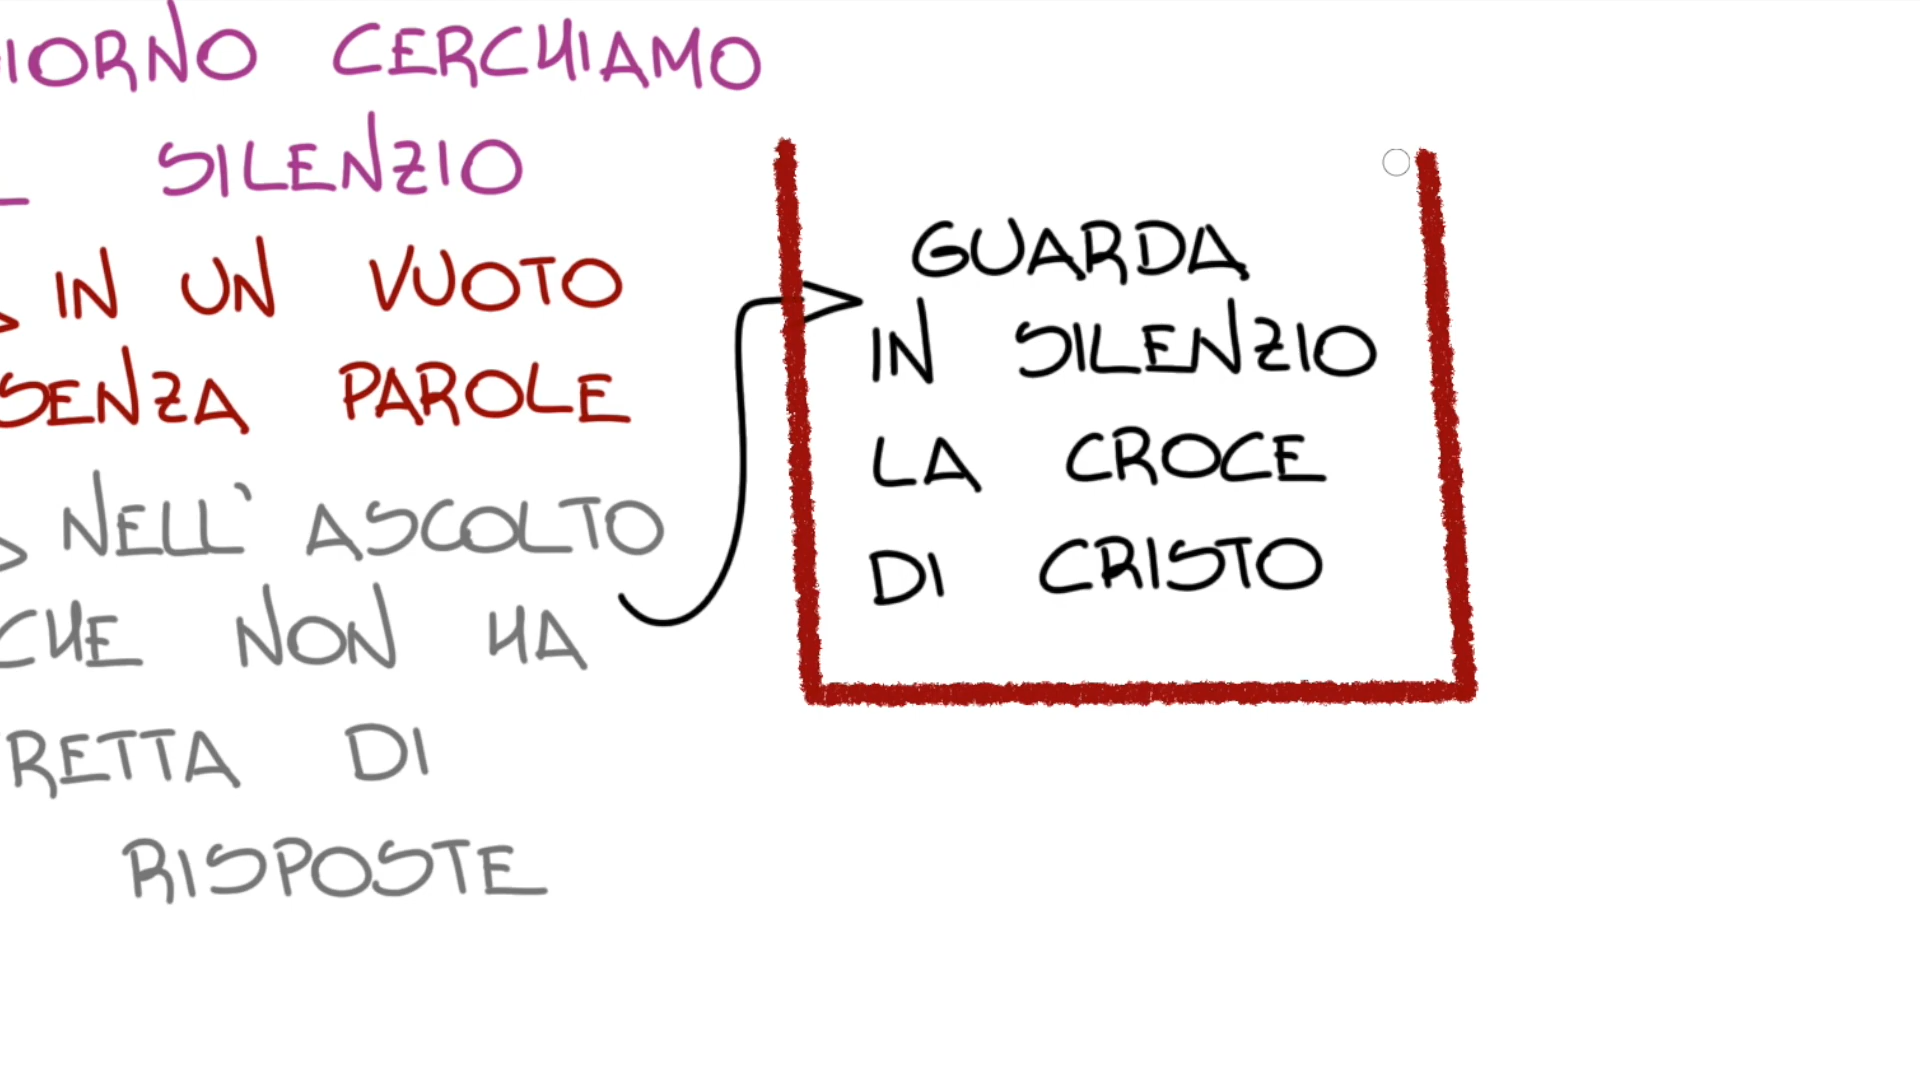 IORNO CERCHIAMO
SILENZIO
IN UN VUOTO
SENZA PAROLE
NELL' ASCOLTO
CHE NON HA
RETTA DI
RISPOSTE
GUARDA
IN SILENZIO
LA CROCE
DI CRISTO